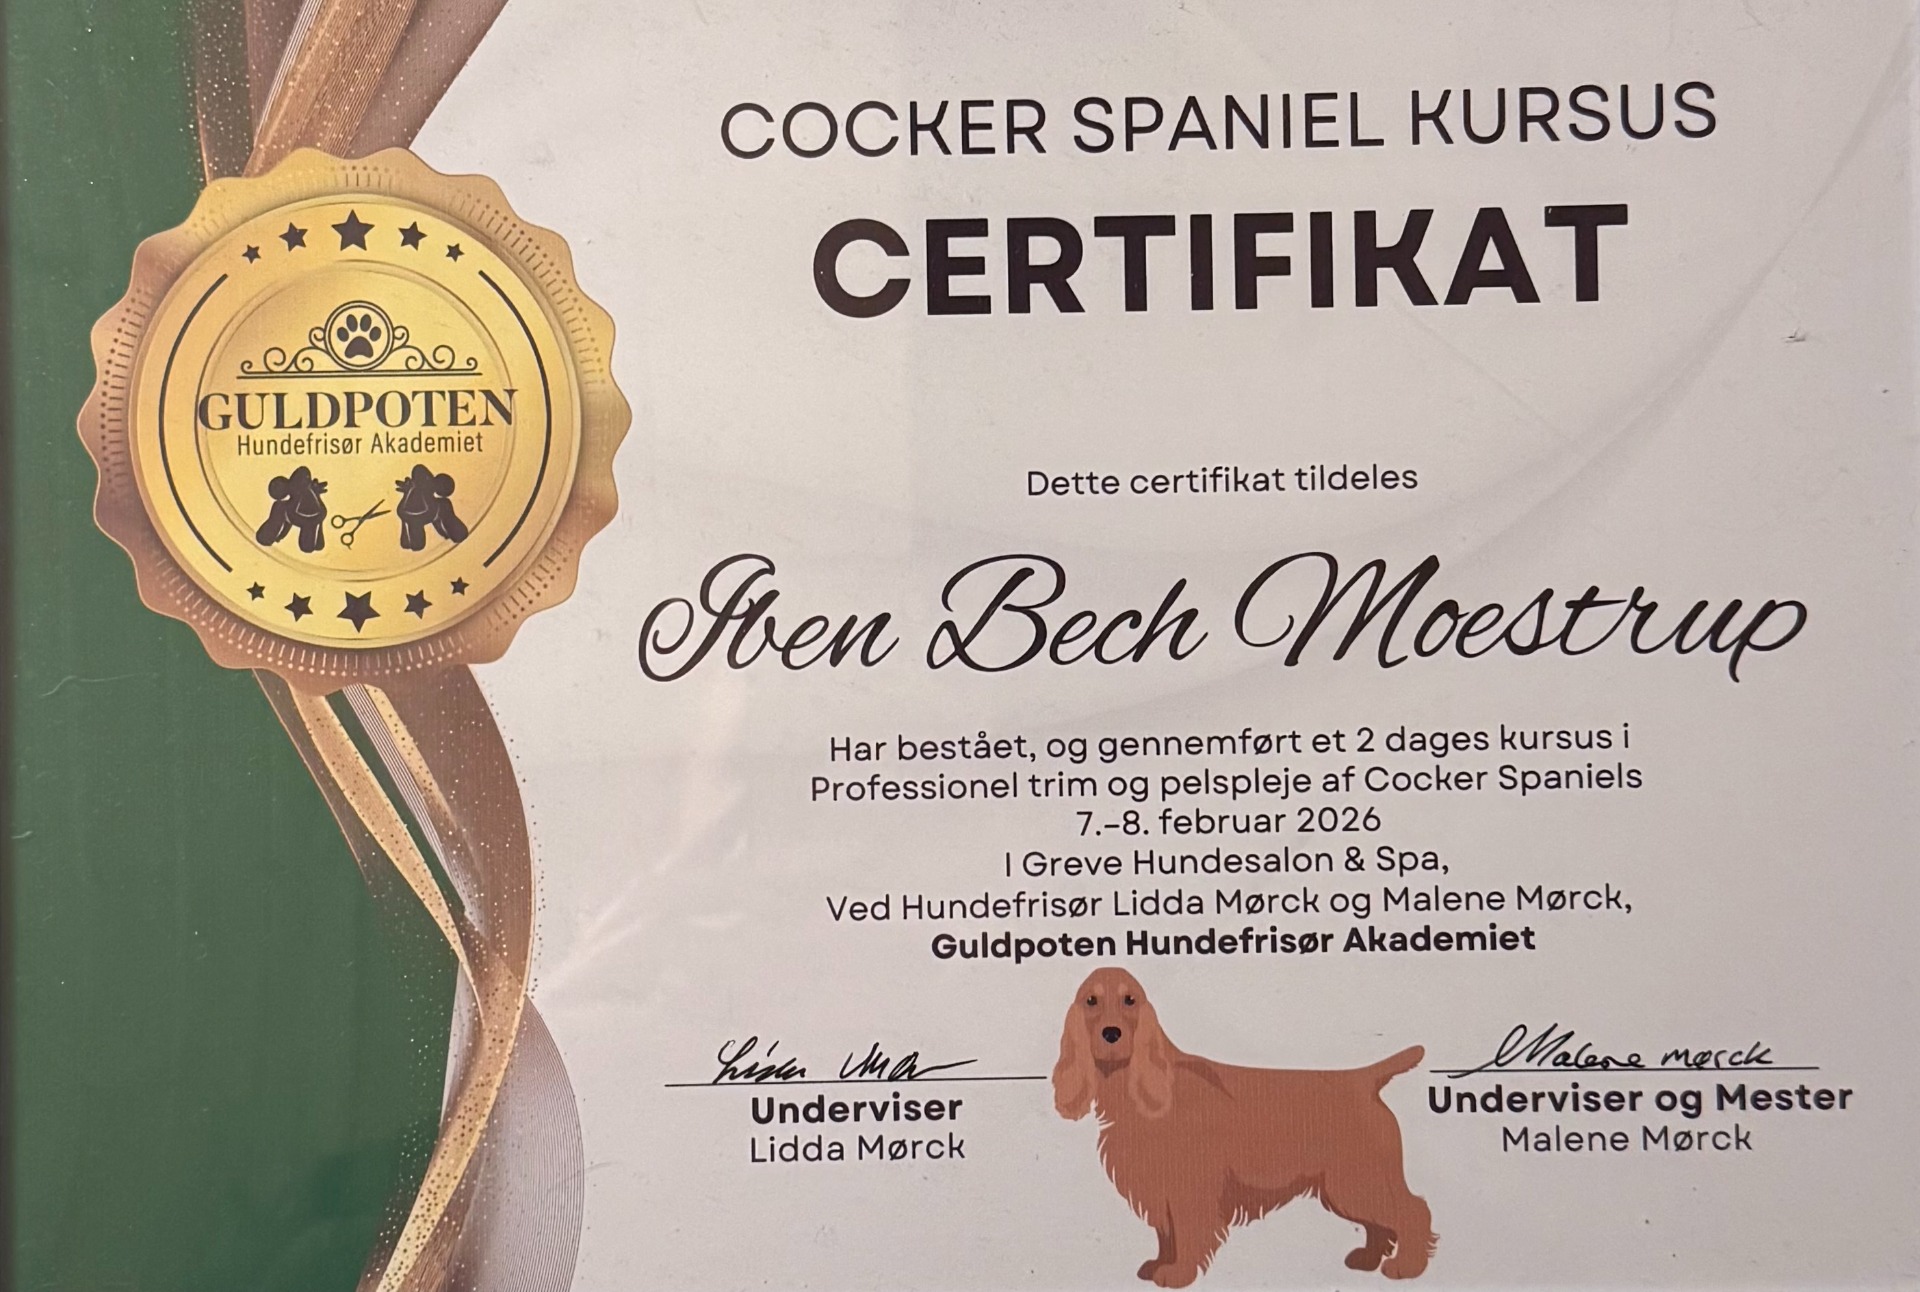 COCKER SPANIEL KURSUS
CERTIFIKAT
GULDPOTEN
Hundefrisør Akademiet
Dette certifikat tildeles
Iben Bech Moestrup
Har bestået, og gennemført et 2 dages kursus i
Professionel trim og pelspleje af Cocker Spaniels
7.-8. februar 2026
I Greve Hundesalon & Spa,
Ved Hundefrisør Lidda Mørck og Malene Mørck,
Guldpoten Hundefrisør Akademiet
Underviser
Lidda Mørck
Malene Mørck
Underviser og Mester
Malene Mørck